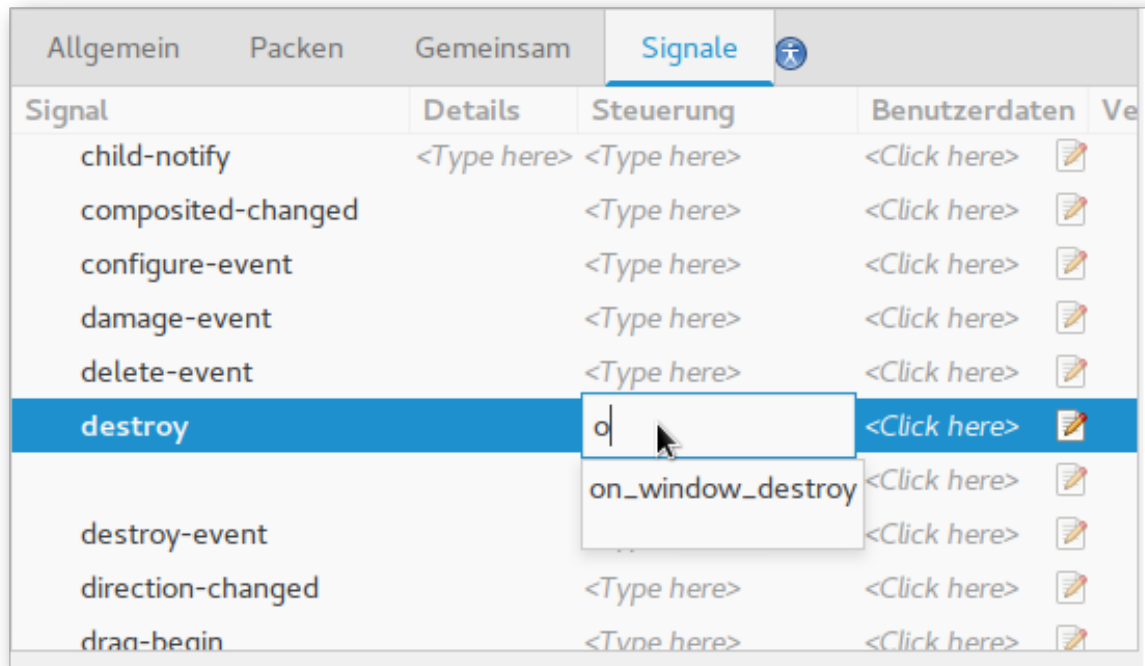 Allgemein Packen Gemeinsam Signale
Signal Details Steuerung Benutzerdaten Ve
child-notify <Type here> <Type here> <Click here>
composited-changed <Type here> <Click here>
configure-event <Type here> <Click here>
damage-event <Type here> <Click here>
delete-event <Type here> <Click here>
destroy o <Click here>
on_window_destroy <Click here>
destroy-event <Click here>
direction-changed <Type here> <Click here>
drag-begin <Type here> <Click here>